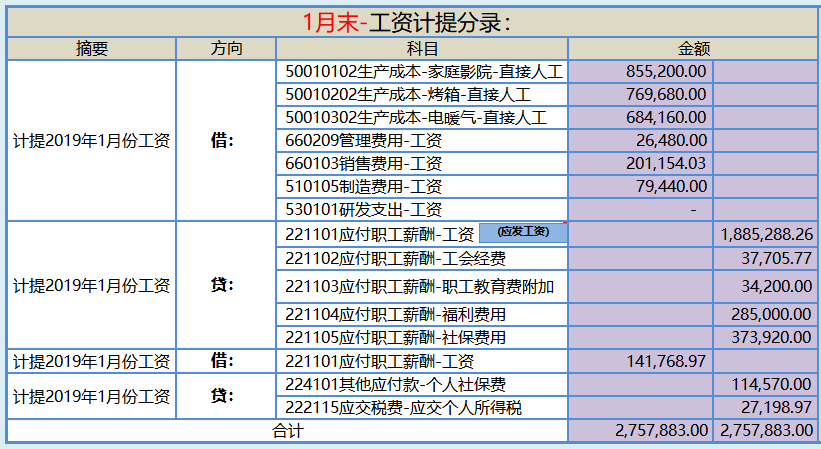 1月末-工资计提分录：
摘要 方向 科目 金额
计提2019年1月份工资 借： 50010102生产成本-家庭影院-直接人工 855,200.00
50010202生产成本-烤箱-直接人工 769,680.00
50010302生产成本-电暖气-直接人工 684,160.00
660209管理费用-工资 26,480.00
660103销售费用-工资 201,154.03
510105制造费用-工资 79,440.00
530101研发支出-工资 -
计提2019年1月份工资 贷： 221101应付职工薪酬-工资 (应发工资) 1,885,288.26
221102应付职工薪酬-工会经费 37,705.77
221103应付职工薪酬-职工教育费附加 34,200.00
221104应付职工薪酬-福利费用 285,000.00
221105应付职工薪酬-社保费用 373,920.00
计提2019年1月份工资 借： 221101应付职工薪酬-工资 141,768.97
计提2019年1月份工资 贷： 224101其他应付款-个人社保费 114,570.00
222115应交税费-应交个人所得税 27,198.97
合计 2,757,883.00 2,757,883.00